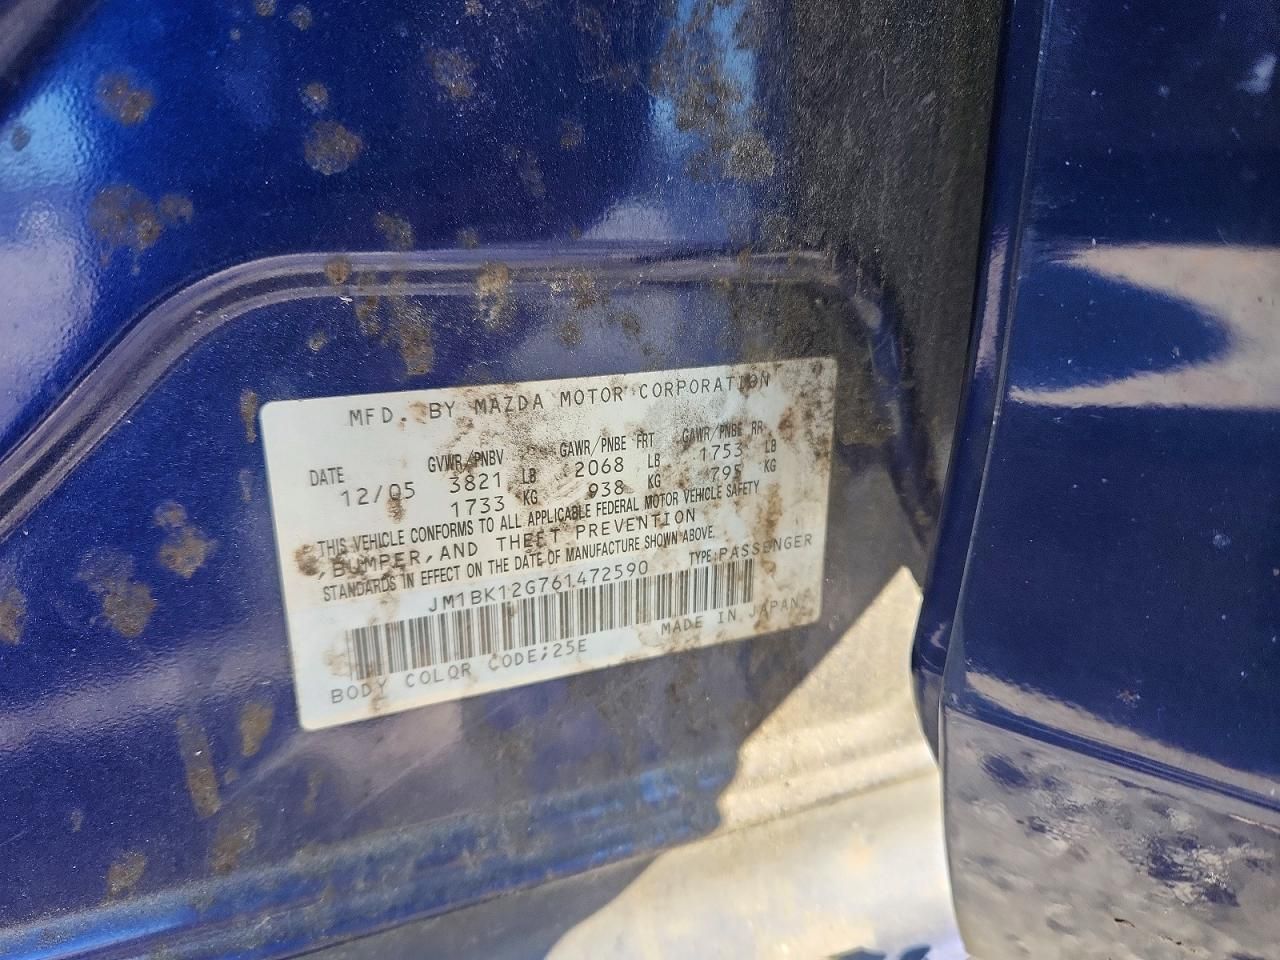 MFD. BY MAZDA MOTOR CORPORATION
DATE GVWR/PNBV GAWR/PNBE FRT GAWR/PNBE RR
12/05 3821 LB 2068 LB 1753 LB
1733 KG 938 KG 795 KG
THIS VEHICLE CONFORMS TO ALL APPLICABLE FEDERAL MOTOR VEHICLE SAFETY
,BUMPER,AND THEFT PREVENTION
STANDARDS IN EFFECT ON THE DATE OF MANUFACTURE SHOWN ABOVE.
JM1BK12G761472590 TYPE:PASSENGER
BODY COLOR CODE;25E MADE IN JAPAN